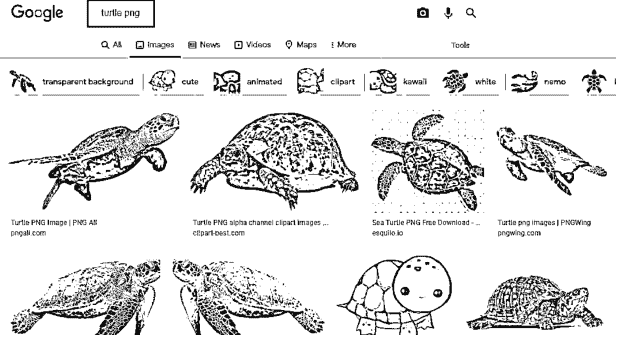 Google turtle png
All Images News Videos Maps More Tools
transparent background cute animated clipart kawaii white nemo
Turtle PNG Image | PNG All
pngall.com
Turtle PNG alpha channel clipart images ...
clipart-best.com
Sea Turtle PNG Free Download - ...
esquilo.io
Turtle png images | PNGWing
pngwing.com